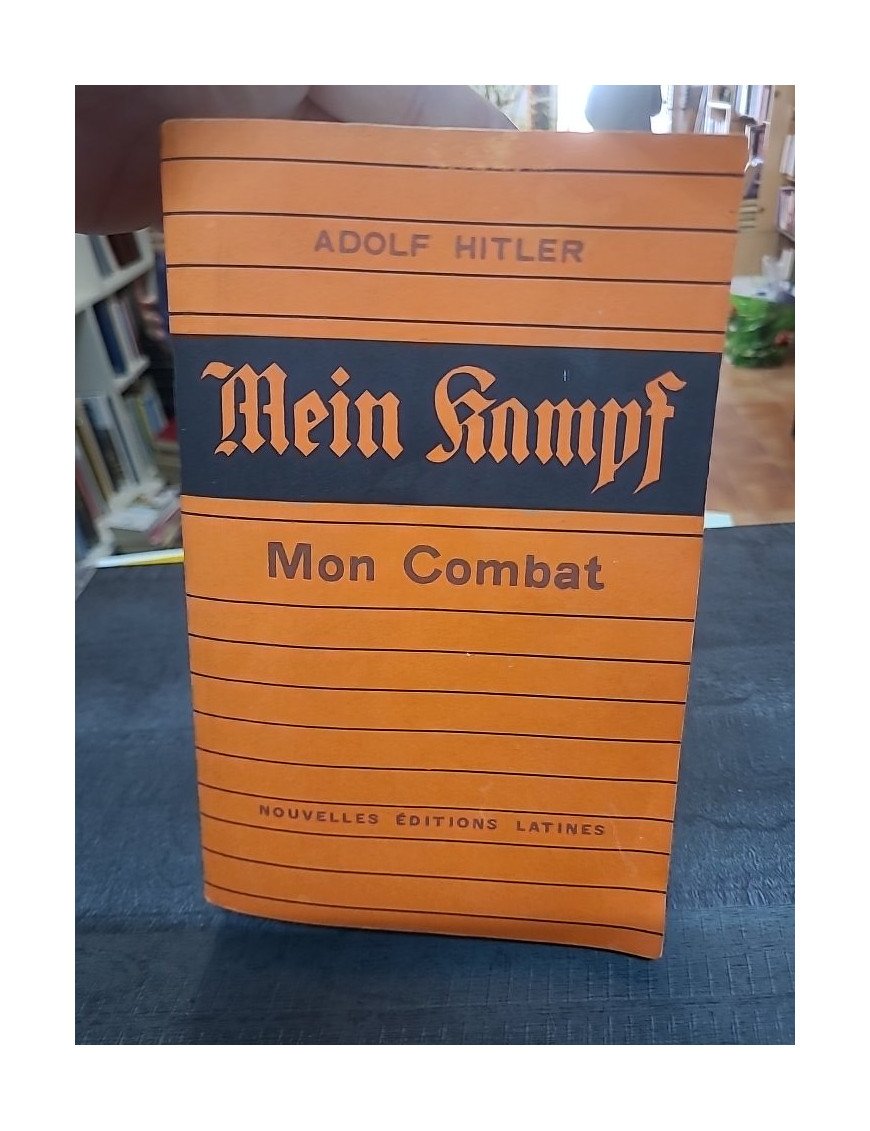 ADOLF HITLER
Mein Kampf
Mon Combat
NOUVELLES ÉDITIONS LATINES